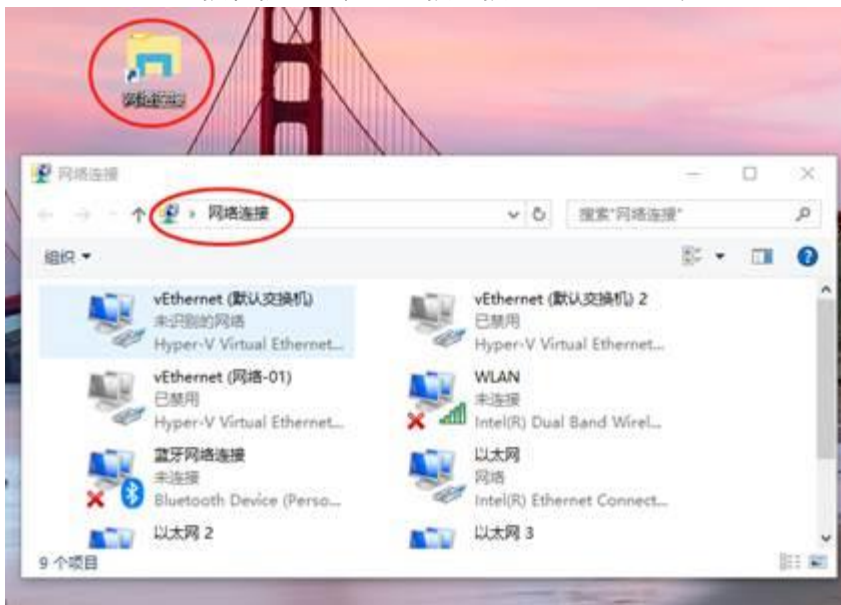 网络连接
网络连接
网络连接
搜索"网络连接"
组织
vEthernet (默认交换机)
未识别的网络
Hyper-V Virtual Ethernet...
vEthernet (默认交换机) 2
已禁用
Hyper-V Virtual Ethernet...
vEthernet (网络-01)
已禁用
Hyper-V Virtual Ethernet...
WLAN
未连接
Intel(R) Dual Band Wirel...
蓝牙网络连接
未连接
Bluetooth Device (Perso...
以太网
网络
Intel(R) Ethernet Connect...
以太网 2
以太网 3
9 个项目